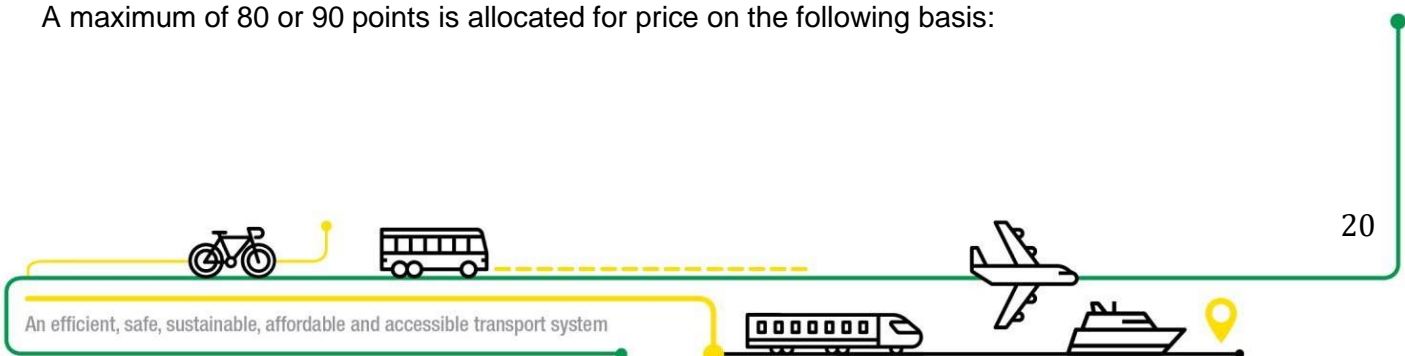 A maximum of 80 or 90 points is allocated for price on the following basis:
20
An efficient, safe, sustainable, affordable and accessible transport system